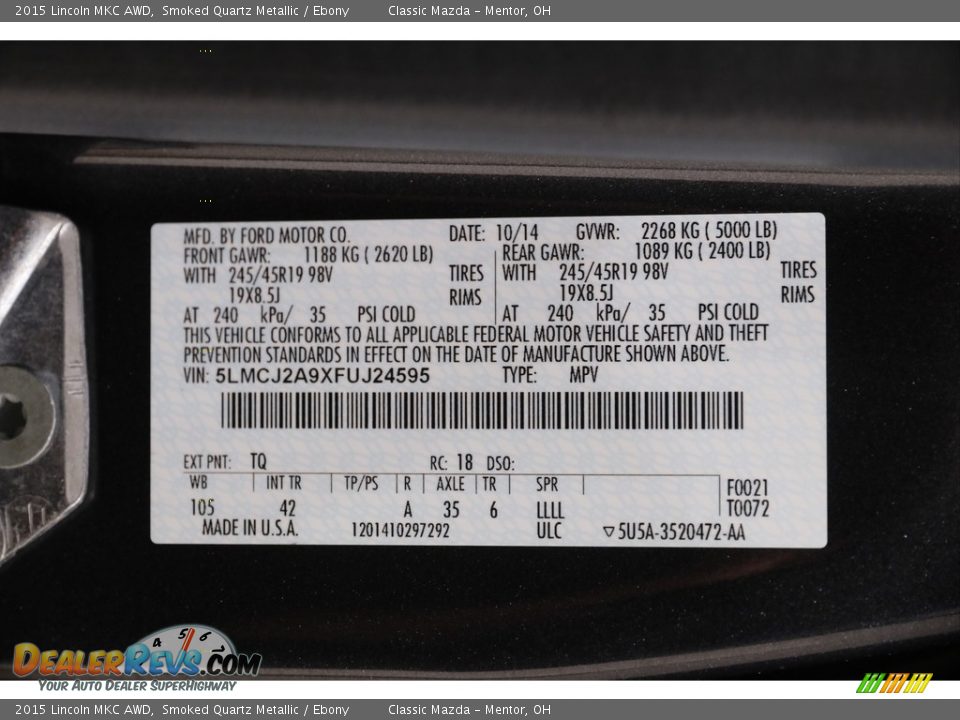 2015 Lincoln MKC AWD, Smoked Quartz Metallic / Ebony Classic Mazda - Mentor, OH
MFD. BY FORD MOTOR CO. DATE: 10/14 GVWR: 2268 KG ( 5000 LB)
FRONT GAWR: 1188 KG ( 2620 LB) REAR GAWR: 1089 KG ( 2400 LB)
WITH 245/45R19 98V TIRES WITH 245/45R19 98V TIRES
19X8.5J RIMS 19X8.5J RIMS
AT 240 kPa/ 35 PSI COLD AT 240 kPa/ 35 PSI COLD
THIS VEHICLE CONFORMS TO ALL APPLICABLE FEDERAL MOTOR VEHICLE SAFETY AND THEFT
PREVENTION STANDARDS IN EFFECT ON THE DATE OF MANUFACTURE SHOWN ABOVE.
VIN: 5LMCJ2A9XFUJ24595 TYPE: MPV
EXT PNT: TQ RC: 18 DSO:
WB INT TR TP/PS R AXLE TR SPR F0021
105 42 A 35 6 LLLL T0072
MADE IN U.S.A. 1201410297292 ULC ▽5U5A-3520472-AA
4 5 6
DEALERREVS.COM
YOUR AUTO DEALER SUPERHIGHWAY
2015 Lincoln MKC AWD, Smoked Quartz Metallic / Ebony Classic Mazda - Mentor, OH